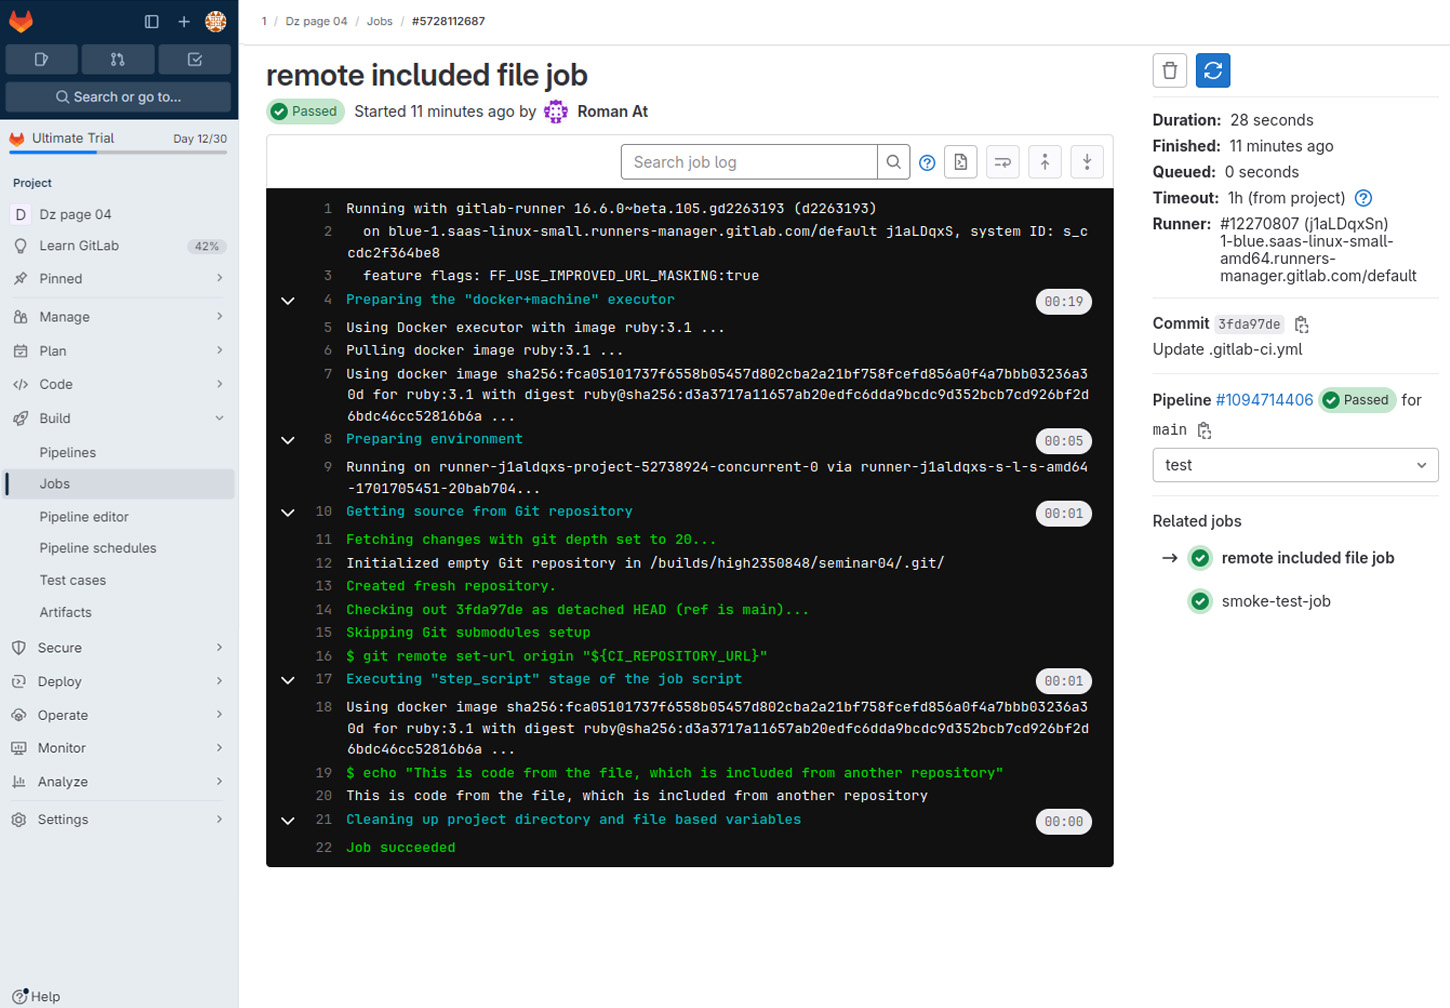 1 / Dz page 04 / Jobs / #5728112687
Search or go to...
Ultimate Trial Day 12/30
Project
D Dz page 04
Learn GitLab 42%
Pinned
Manage
Plan
Code
Build
Pipelines
Jobs
Pipeline editor
Pipeline schedules
Test cases
Artifacts
Secure
Deploy
Operate
Monitor
Analyze
Settings
Help
remote included file job
Passed Started 11 minutes ago by Roman At
Search job log
1 Running with gitlab-runner 16.6.0~beta.105.gd2263193 (d2263193)
2 on blue-1.saas-linux-small.runners-manager.gitlab.com/default j1aLDqxS, system ID: s_c
cdc2f364be8
3 feature flags: FF_USE_IMPROVED_URL_MASKING:true
4 Preparing the "docker+machine" executor 00:19
5 Using Docker executor with image ruby:3.1 ...
6 Pulling docker image ruby:3.1 ...
7 Using docker image sha256:fca05101737f6558b05457d802cba2a21bf758fcefd856a0f4a7bbb03236a3
0d for ruby:3.1 with digest ruby@sha256:d3a3717a11657ab20edfc6dda9bcdc9d352bcb7cd926bf2d
6bdc46cc52816b6a ...
8 Preparing environment 00:05
9 Running on runner-j1aldqxs-project-52738924-concurrent-0 via runner-j1aldqxs-s-l-s-amd64
-1701705451-20bab704...
10 Getting source from Git repository 00:01
11 Fetching changes with git depth set to 20...
12 Initialized empty Git repository in /builds/high2350848/seminar04/.git/
13 Created fresh repository.
14 Checking out 3fda97de as detached HEAD (ref is main)...
15 Skipping Git submodules setup
16 $ git remote set-url origin "${CI_REPOSITORY_URL}"
17 Executing "step_script" stage of the job script 00:01
18 Using docker image sha256:fca05101737f6558b05457d802cba2a21bf758fcefd856a0f4a7bbb03236a3
0d for ruby:3.1 with digest ruby@sha256:d3a3717a11657ab20edfc6dda9bcdc9d352bcb7cd926bf2d
6bdc46cc52816b6a ...
19 $ echo "This is code from the file, which is included from another repository"
20 This is code from the file, which is included from another repository
21 Cleaning up project directory and file based variables 00:00
22 Job succeeded
Duration: 28 seconds
Finished: 11 minutes ago
Queued: 0 seconds
Timeout: 1h (from project)
Runner: #12270807 (j1aLDqxSn)
1-blue.saas-linux-small-
amd64.runners-
manager.gitlab.com/default
Commit 3fda97de
Update .gitlab-ci.yml
Pipeline #1094714406 Passed for
main
test
Related jobs
remote included file job
smoke-test-job